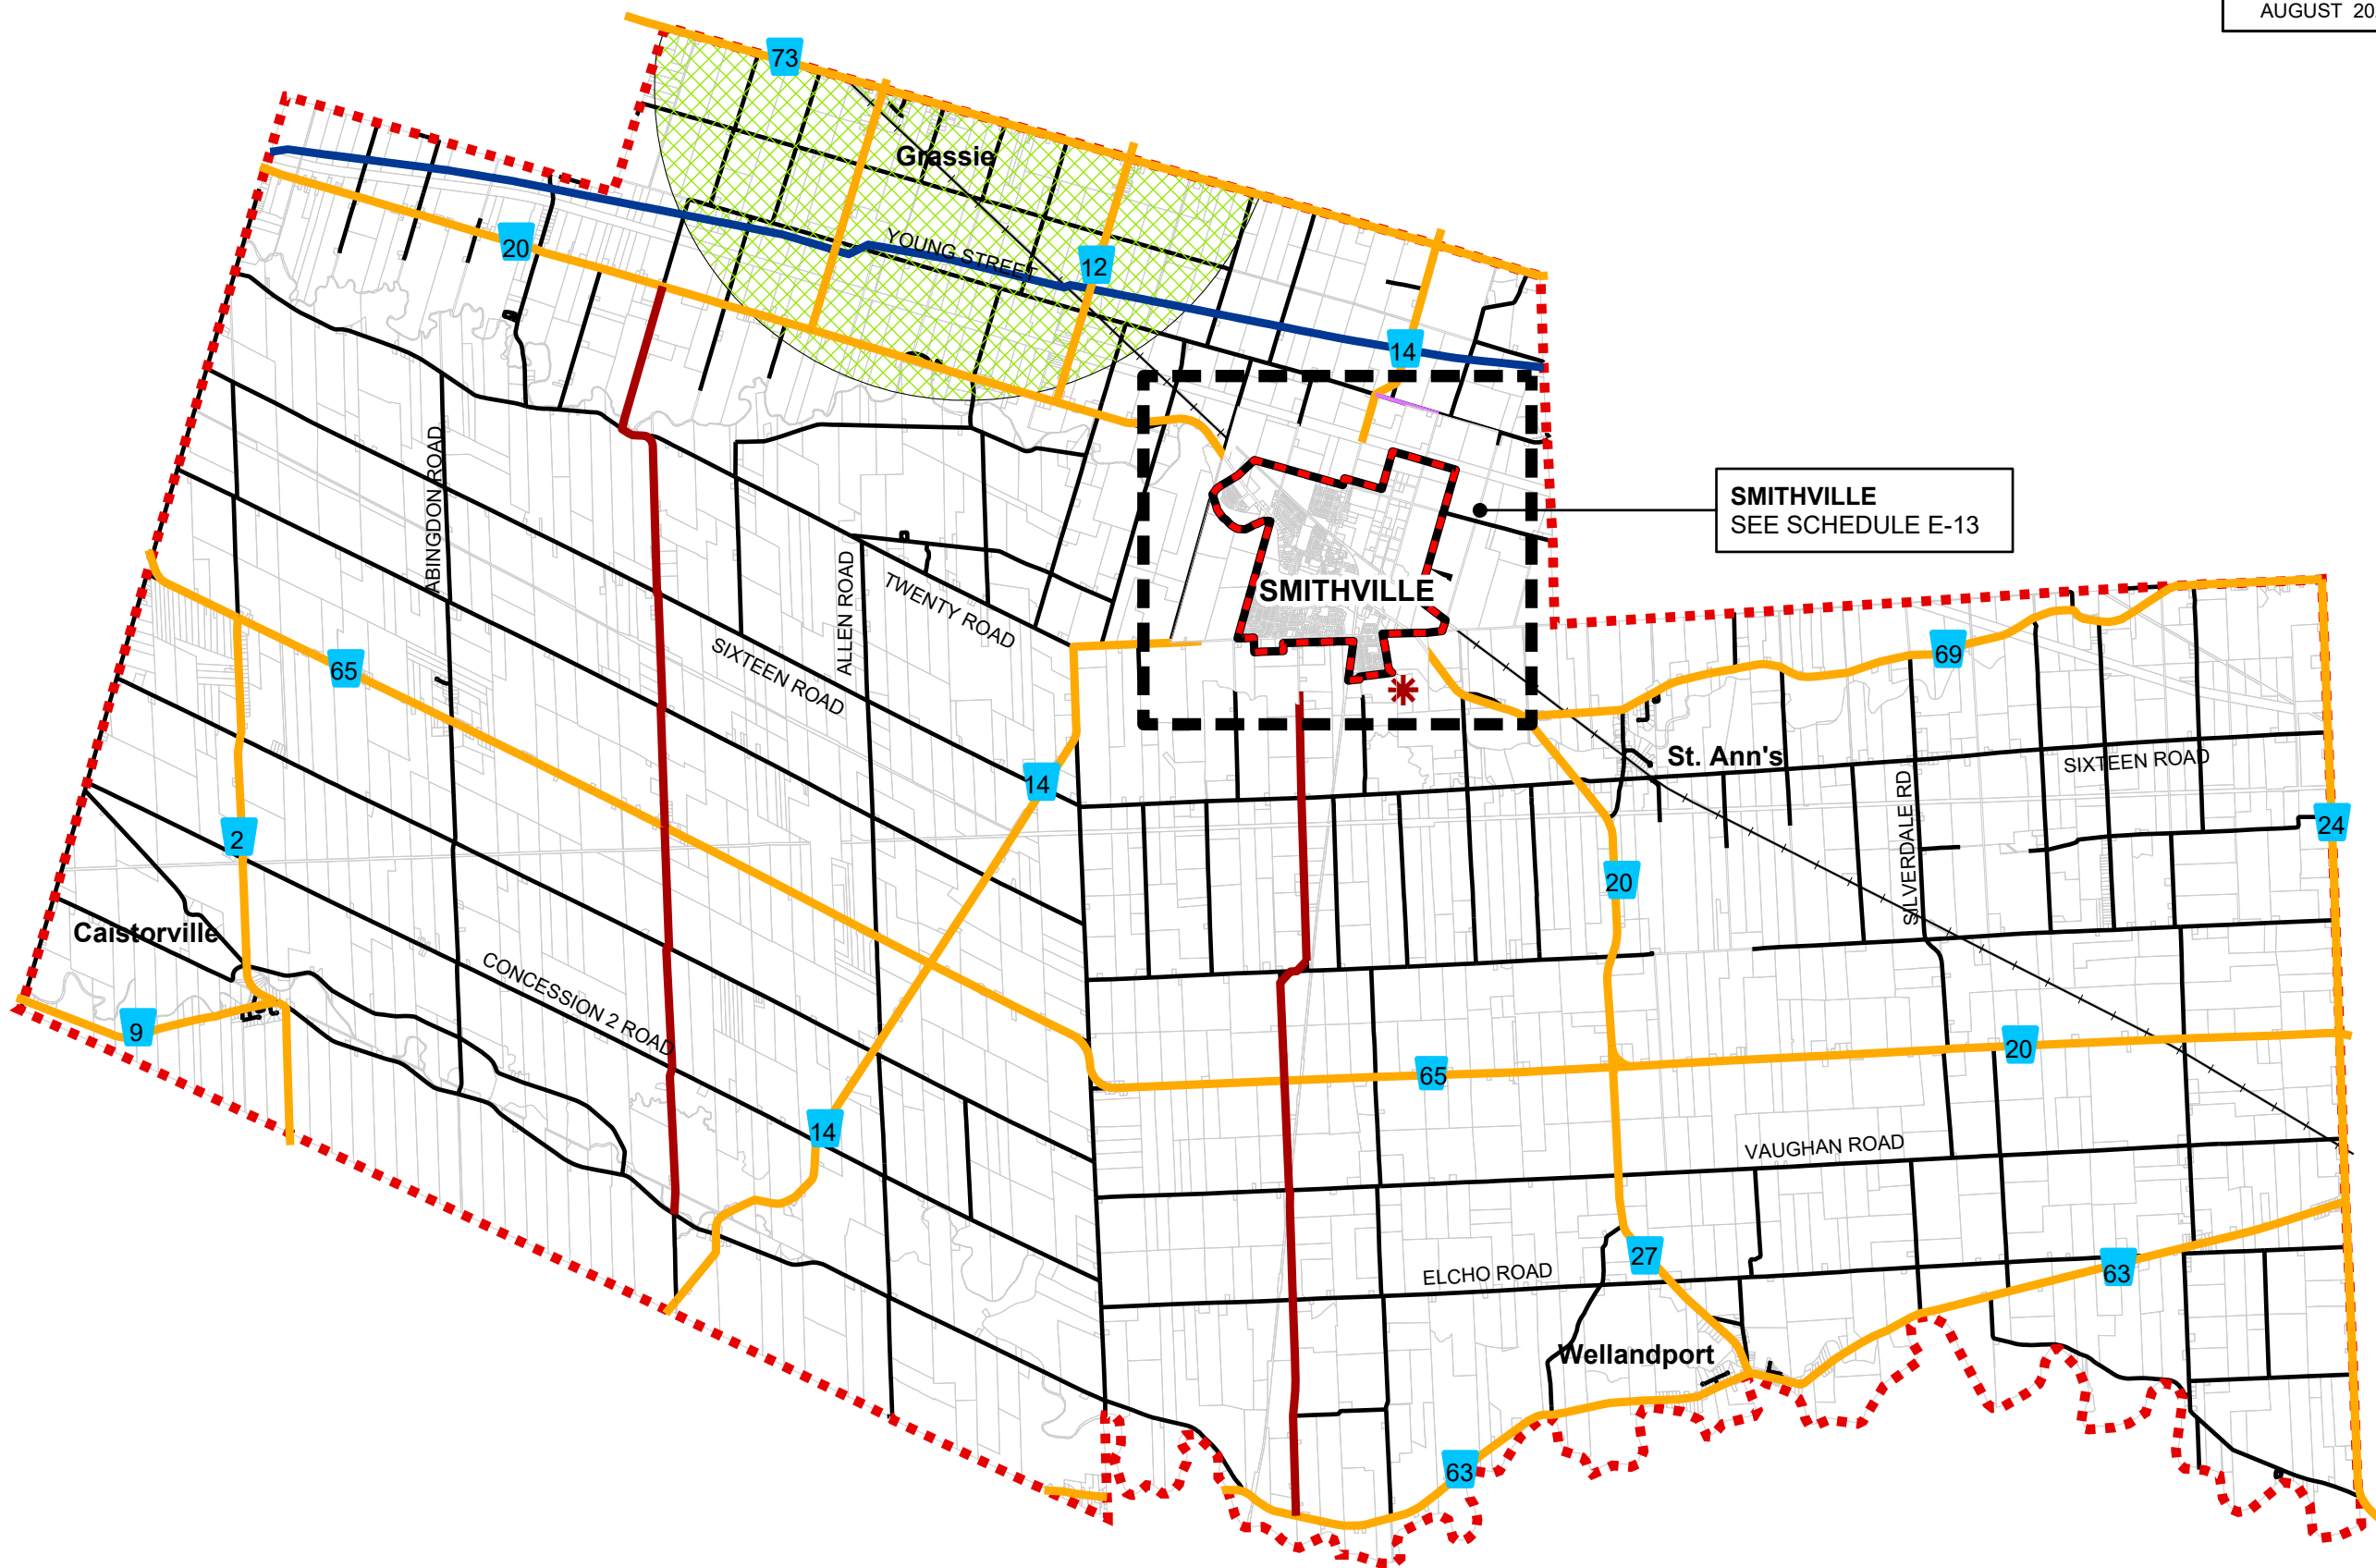 AUGUST 20
73
Grassie
20
YOUNG STREET
12
14
ABINGDON ROAD
SMITHVILLE
SEE SCHEDULE E-13
SMITHVILLE
ALLEN ROAD
TWENTY ROAD
SIXTEEN ROAD
65
69
St. Ann's
SIXTEEN ROAD
14
2
SILVERDALE RD
24
20
Caistorville
CONCESSION 2 ROAD
9
65
20
14
VAUGHAN ROAD
27
ELCHO ROAD
63
Wellandport
63